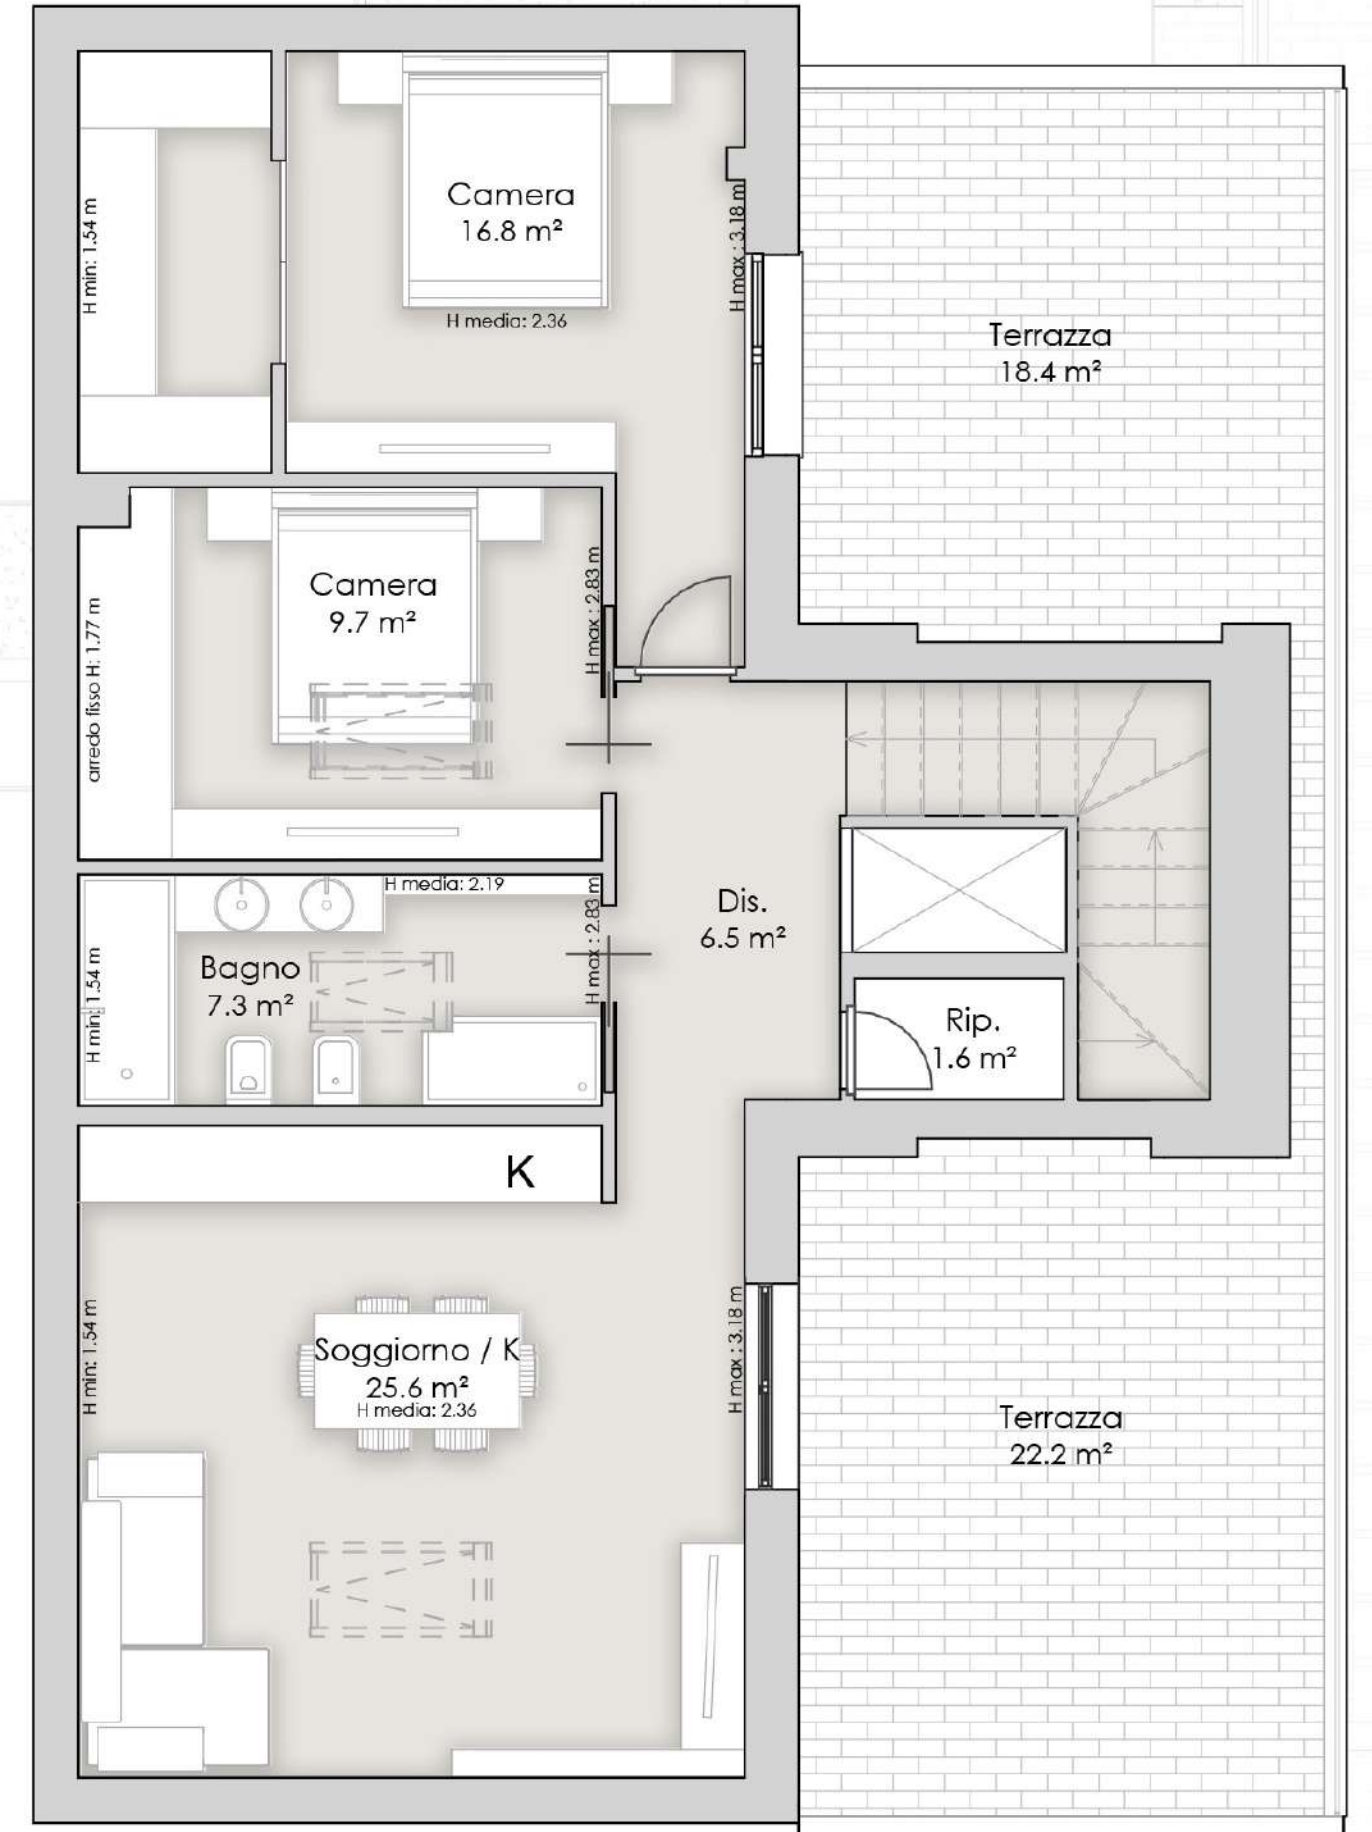 Camera
16.8 m²
H media: 2.36
H min: 1.54 m
H max : 3.18 m
Terrazza
18.4 m²
Camera
9.7 m²
arredo fisso H: 1.77 m
H max : 2.83 m
H media: 2.19
Bagno
7.3 m²
H min: 1.54 m
H max : 2.83 m
Dis.
6.5 m²
Rip.
1.6 m²
K
Soggiorno / K
25.6 m²
H media: 2.36
H min: 1.54 m
H max : 3.18 m
Terrazza
22.2 m²